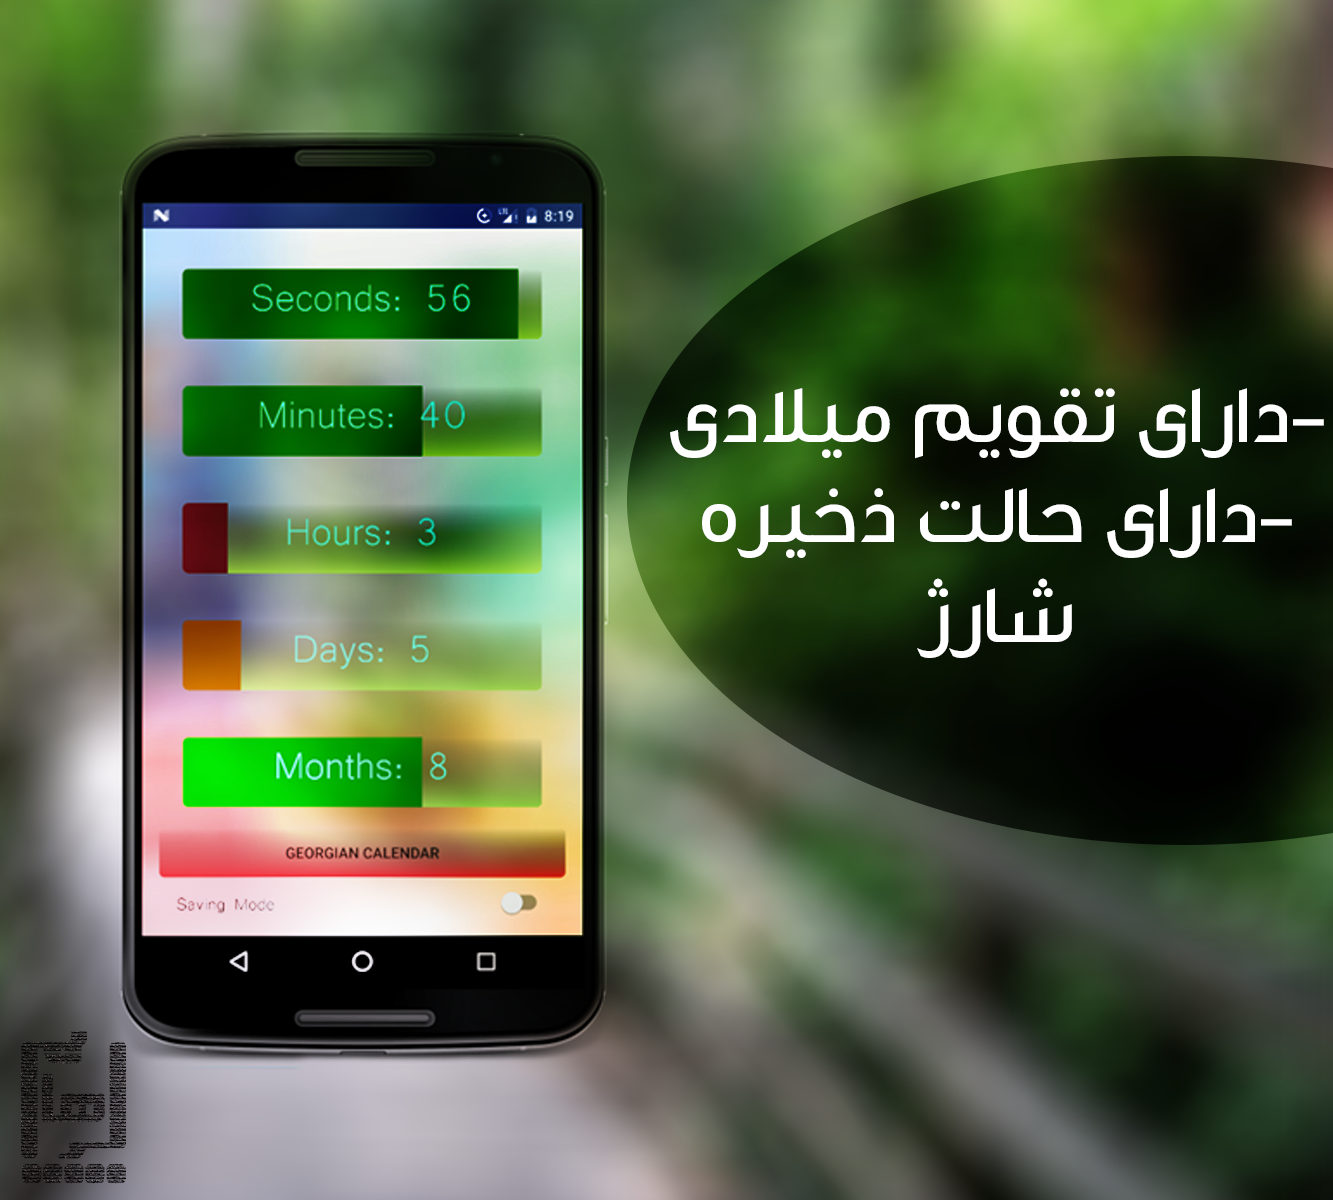 8:19
Seconds: 56
Minutes: 40
Hours: 3
Days: 5
Months: 8
GEORGIAN CALENDAR
Saving Mode
-دارای تقویم میلادی
-دارای حالت ذخیره
شارژ